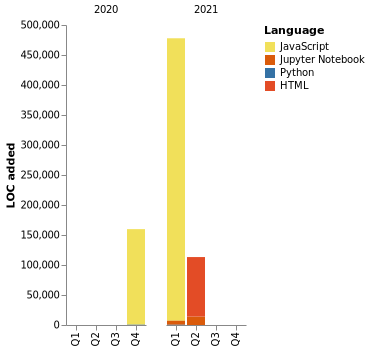 2020 2021
Language
JavaScript
Jupyter Notebook
Python
HTML
LOC added
500,000
450,000
400,000
350,000
300,000
250,000
200,000
150,000
100,000
50,000
0
Q1 Q2 Q3 Q4 Q1 Q2 Q3 Q4